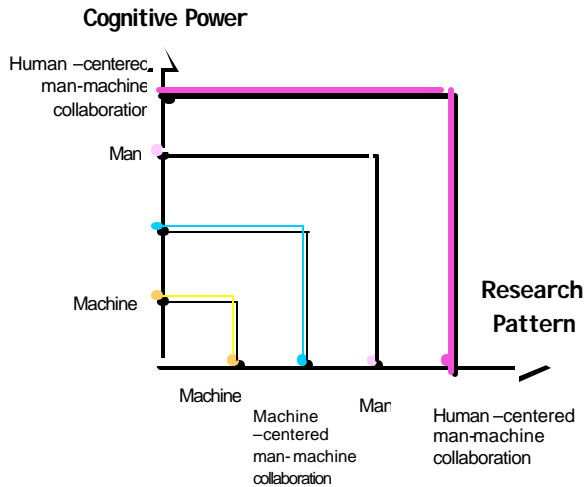 Cognitive Power
Human –centered
man-machine
collaboration
Man
Machine
Research
Pattern
Machine
Machine
–centered
man- machine
collaboration
Man
Human –centered
man-machine
collaboration